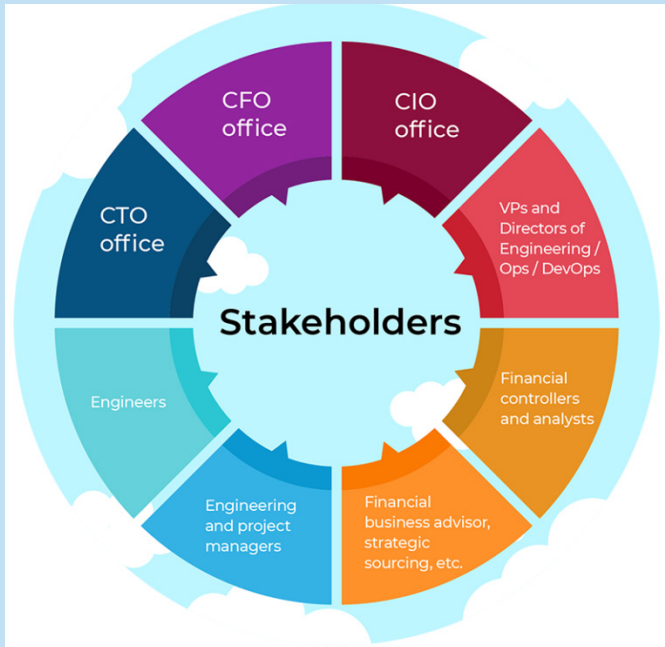 CFO
office
CIO
office
CTO
office
VPs and
Directors of
Engineering /
Ops / DevOps
Stakeholders
Engineers
Financial
controllers
and analysts
Engineering
and project
managers
Financial
business advisor,
strategic
sourcing, etc.